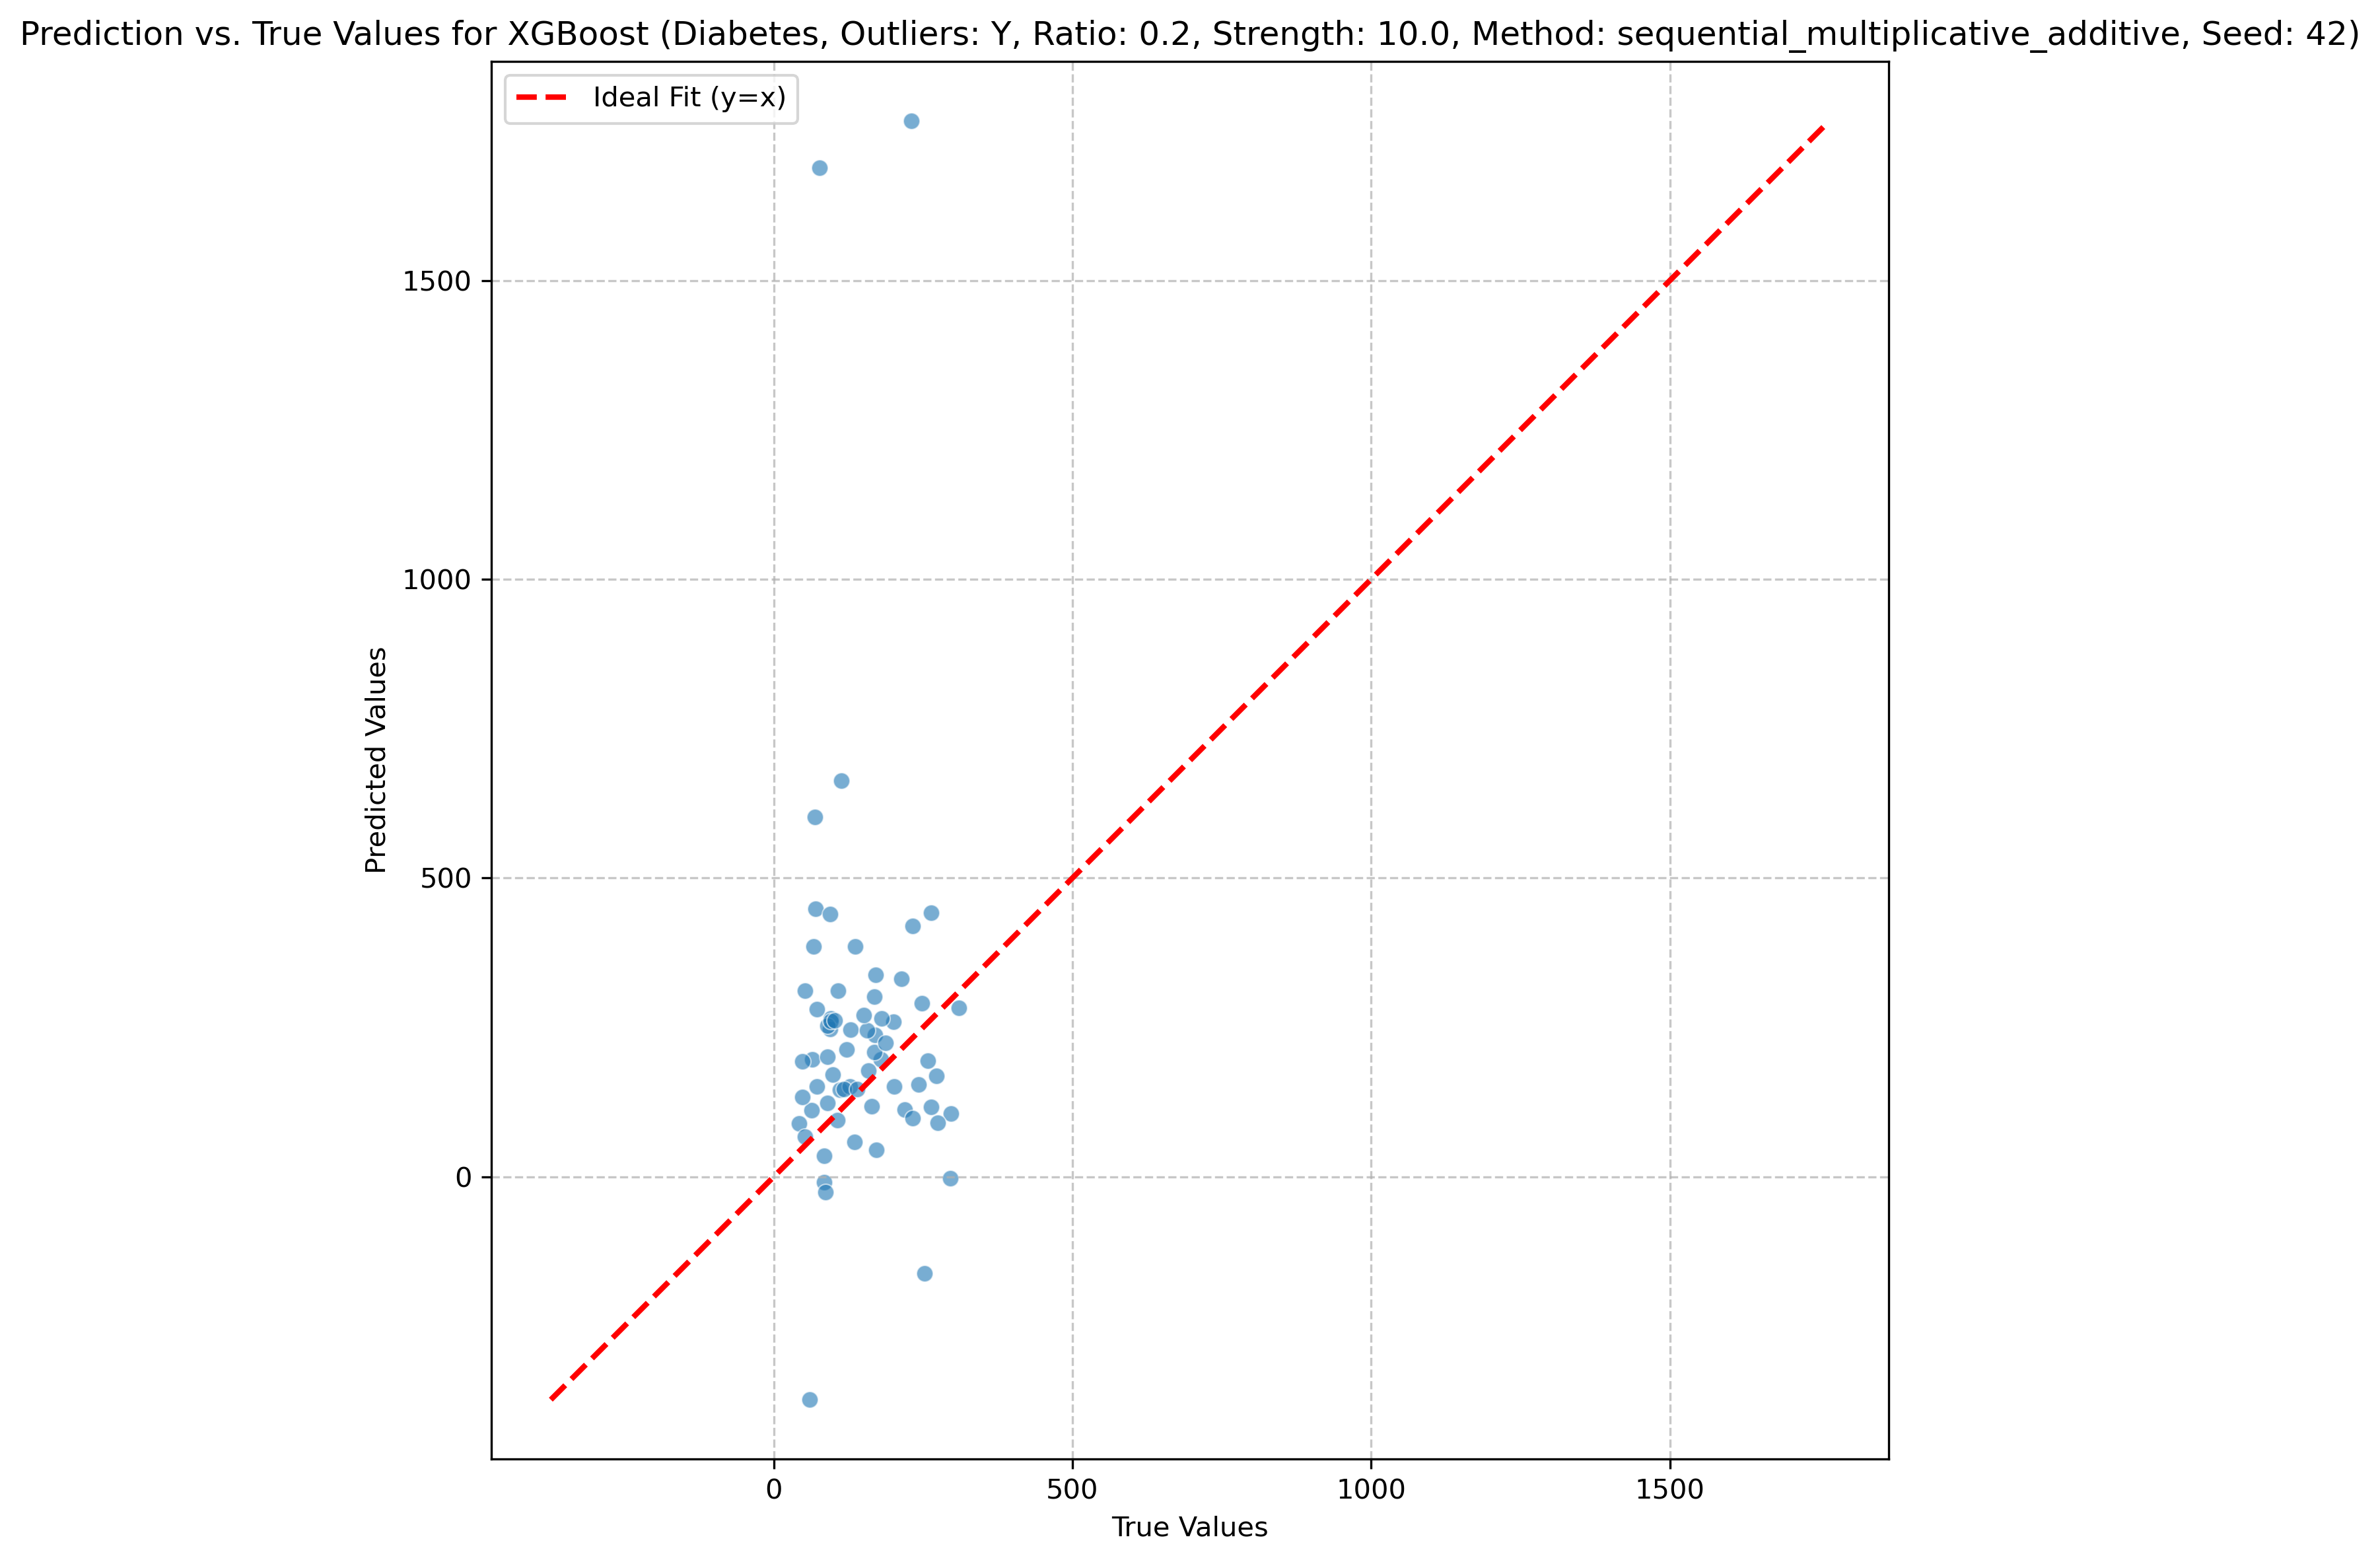 Prediction vs. True Values for XGBoost (Diabetes, Outliers: Y, Ratio: 0.2, Strength: 10.0, Method: sequential_multiplicative_additive, Seed: 42)
Ideal Fit (y=x)
1500
1000
500
0
Predicted Values
0
500
1000
1500
True Values